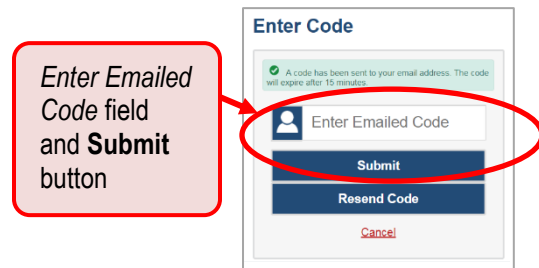 Enter Code
A code has been sent to your email address. The code
will expire after 15 minutes.
Enter Emailed Code
Submit
Resend Code
Cancel
Enter Emailed
Code field
and Submit
button